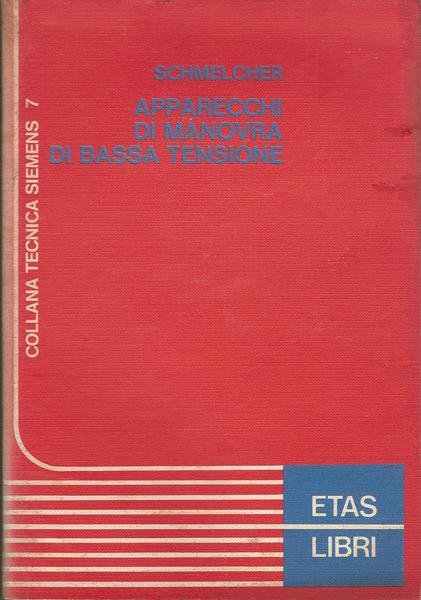 SCHMELCHER
APPARECCHI
DI MANOVRA
DI BASSA TENSIONE
COLLANA TECNICA SIEMENS 7
ETAS
LIBRI